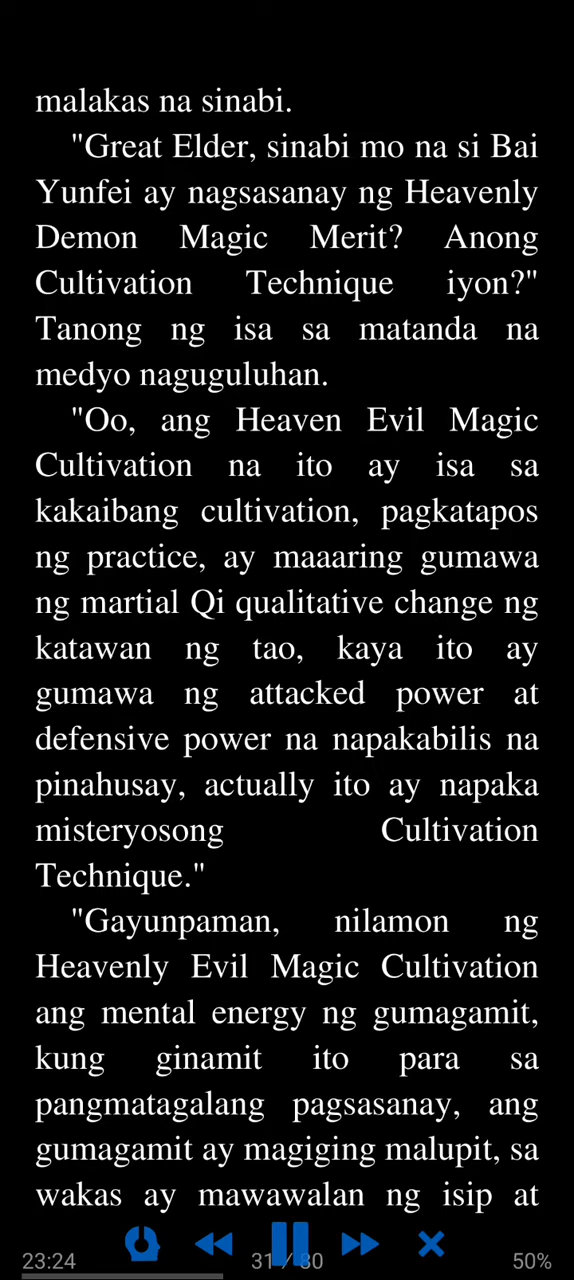 malakas na sinabi.
"Great Elder, sinabi mo na si Bai
Yunfei ay nagsasanay ng Heavenly
Demon Magic Merit? Anong
Cultivation Technique iyon?"
Tanong ng isa sa matanda na
medyo naguguluhan.
"Oo, ang Heaven Evil Magic
Cultivation na ito ay isa sa
kakaibang cultivation, pagkatapos
ng practice, ay maaaring gumawa
ng martial Qi qualitative change ng
katawan ng tao, kaya ito ay
gumawa ng attacked power at
defensive power na napakabilis na
pinahusay, actually ito ay napaka
misteryosong Cultivation
Technique."
"Gayunpaman, nilamon ng
Heavenly Evil Magic Cultivation
ang mental energy ng gumagamit,
kung ginamit ito para sa
pangmatagalang pagsasanay, ang
gumagamit ay magiging malupit, sa
wakas ay mawawalan ng isip at
23:24 31 / 80 50%